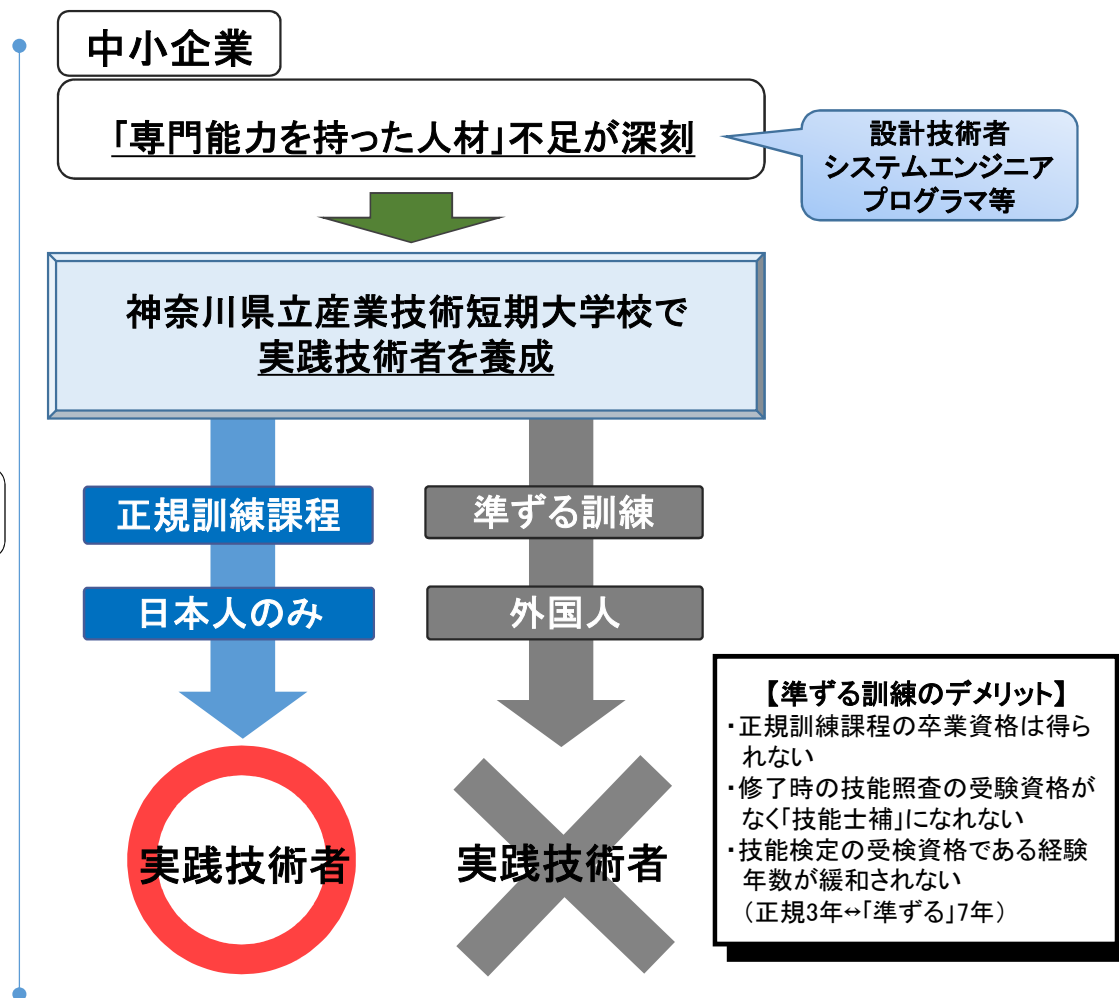 中小企業
「専門能力を持った人材」不足が深刻
設計技術者
システムエンジニア
プログラマ等
神奈川県立産業技術短期大学校で
実践技術者を養成
正規訓練課程
準ずる訓練
日本人のみ
外国人
実践技術者
実践技術者
【準ずる訓練のデメリット】
・正規訓練課程の卒業資格は得ら
れない
・修了時の技能照査の受験資格が
なく「技能士補」になれない
・技能検定の受検資格である経験
年数が緩和されない
（正規3年↔「準ずる」7年）